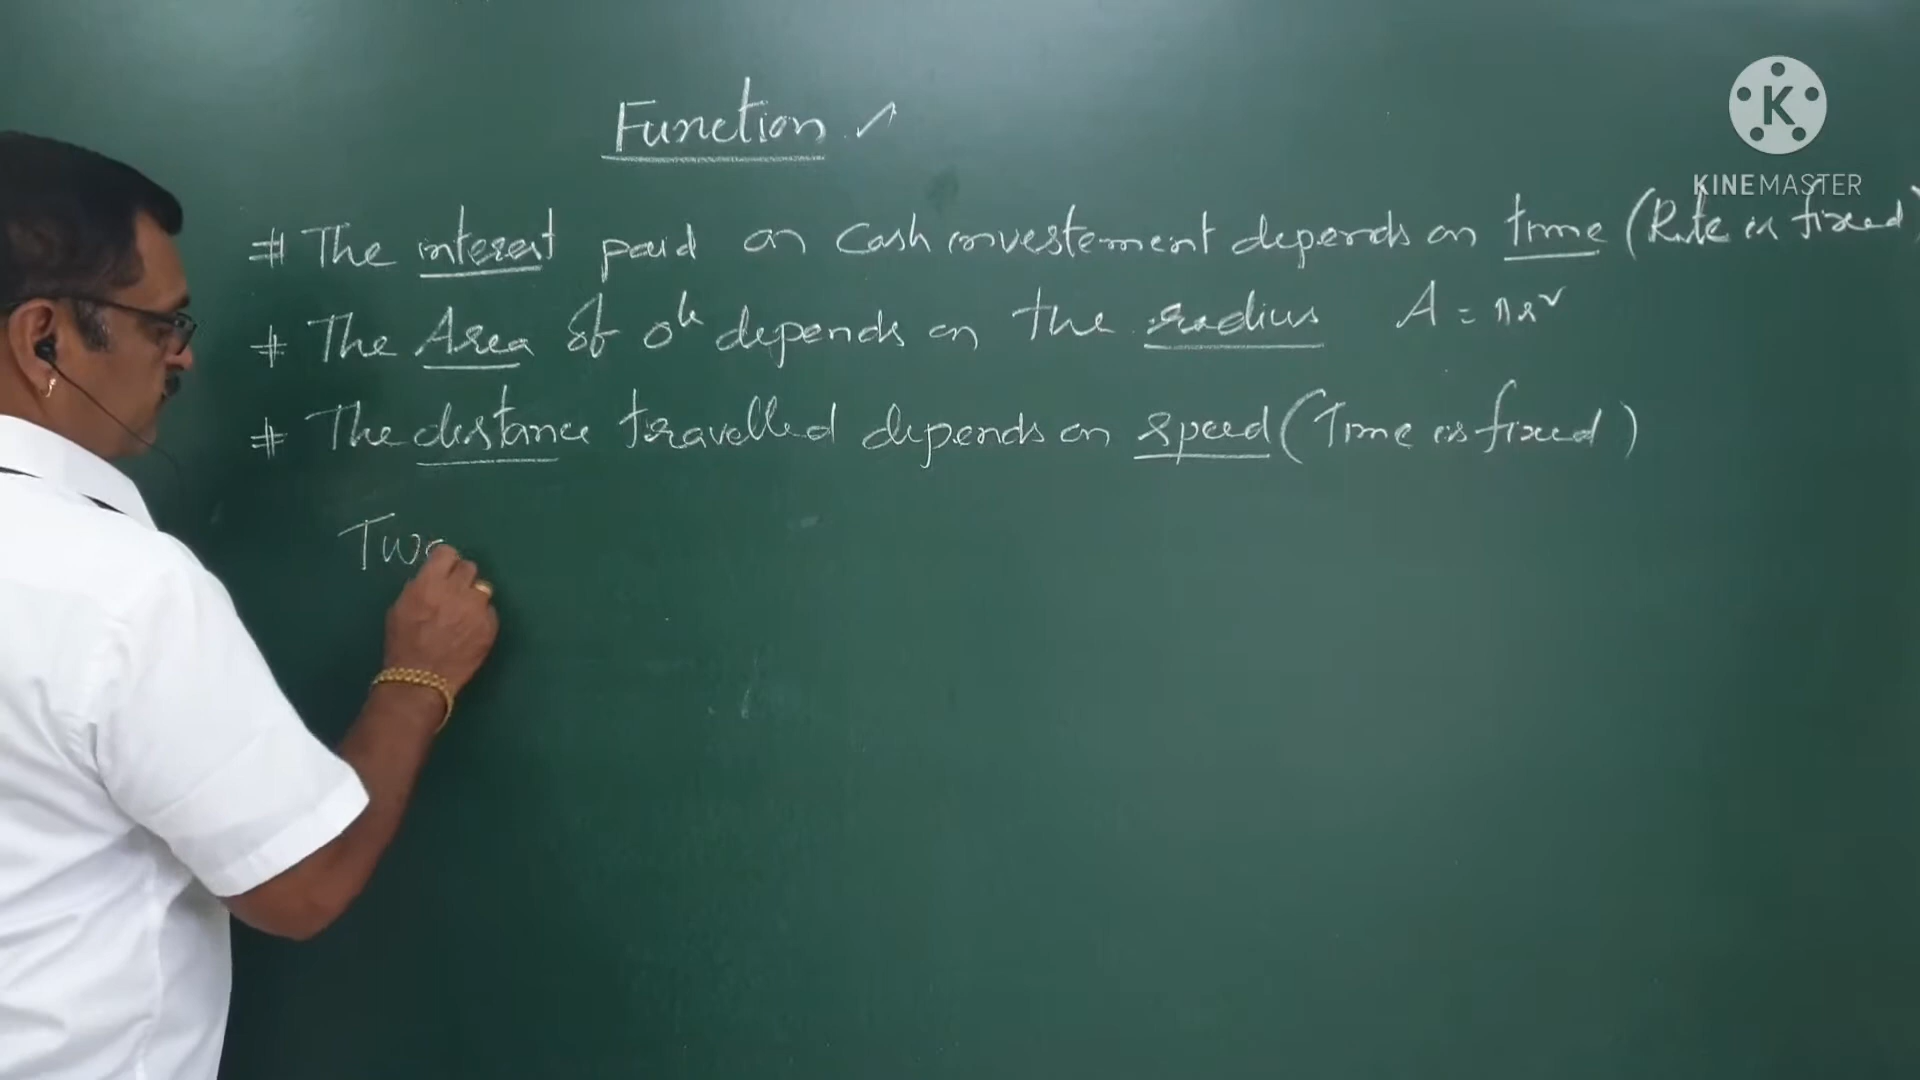 Function
# The interest paid on cash investement depends on time (Rate is fixed)
# The Area of o^le depends on the radius A = πr²
# The distance travelled depends on speed (Time is fixed)
Two
K
KINEMASTER